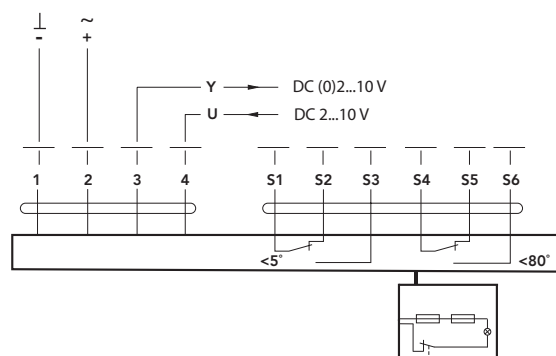 ⊥ ~
- +
Y DC (0)2...10 V
U DC 2...10 V
1 2 3 4 S1 S2 S3 S4 S5 S6
<5° <80°